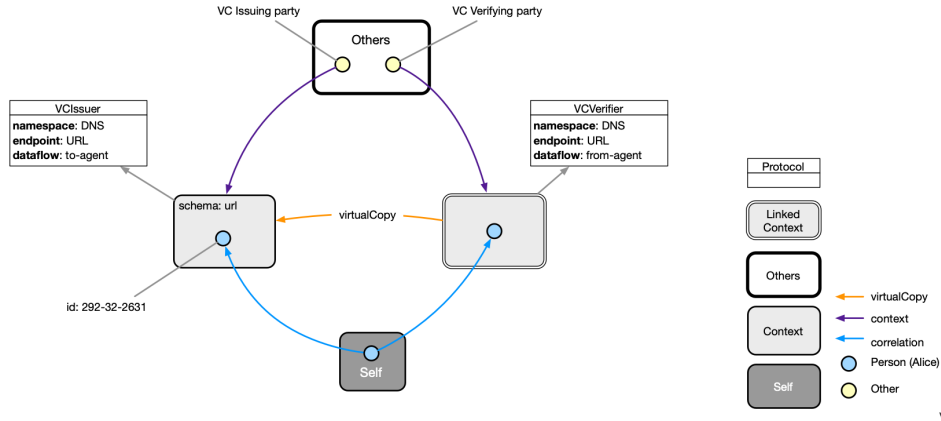 VC Issuing party
VC Verifying party
Others
VCIssuer
namespace: DNS
endpoint: URL
dataflow: to-agent
VCVerifier
namespace: DNS
endpoint: URL
dataflow: from-agent
schema: url
virtualCopy
id: 292-32-2631
Self
Protocol
Linked
Context
Others
Context
Self
virtualCopy
context
correlation
Person (Alice)
Other